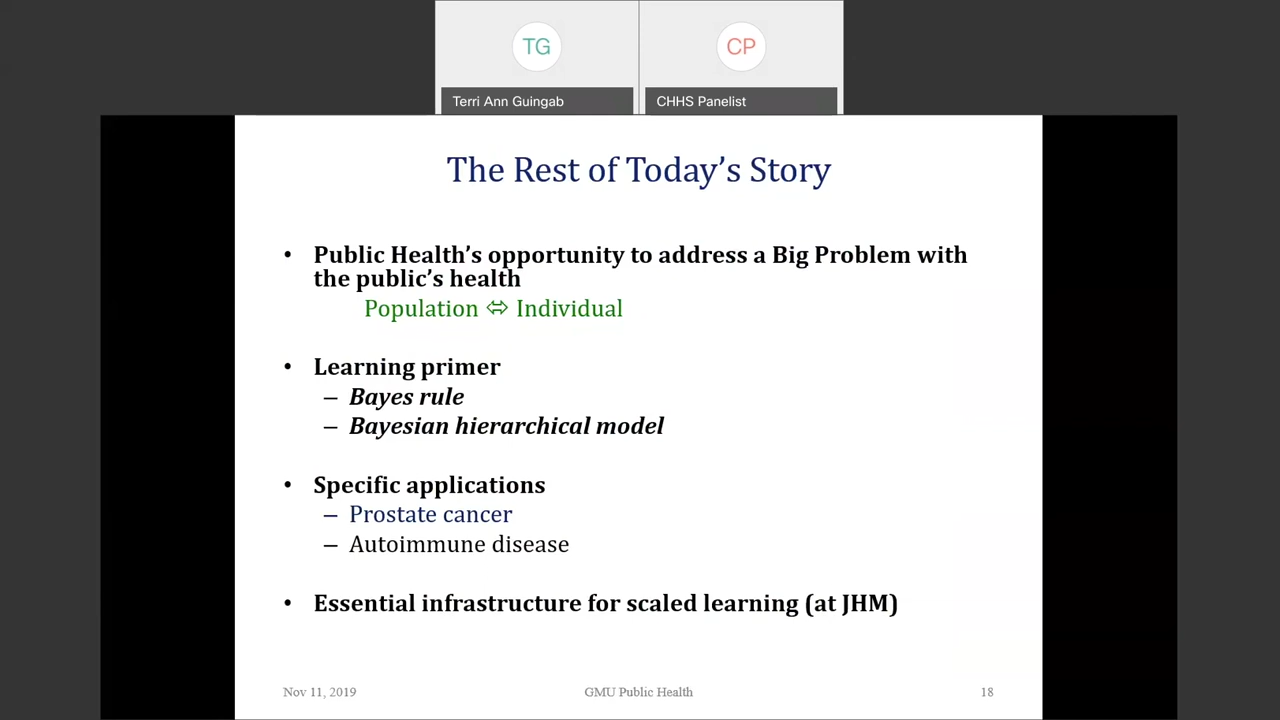 TG
CP
Terri Ann Guingab
CHHS Panelist
The Rest of Today’s Story
• Public Health’s opportunity to address a Big Problem with
the public’s health
Population ⬄ Individual
• Learning primer
– Bayes rule
– Bayesian hierarchical model
• Specific applications
– Prostate cancer
– Autoimmune disease
• Essential infrastructure for scaled learning (at JHM)
Nov 11, 2019
GMU Public Health
18